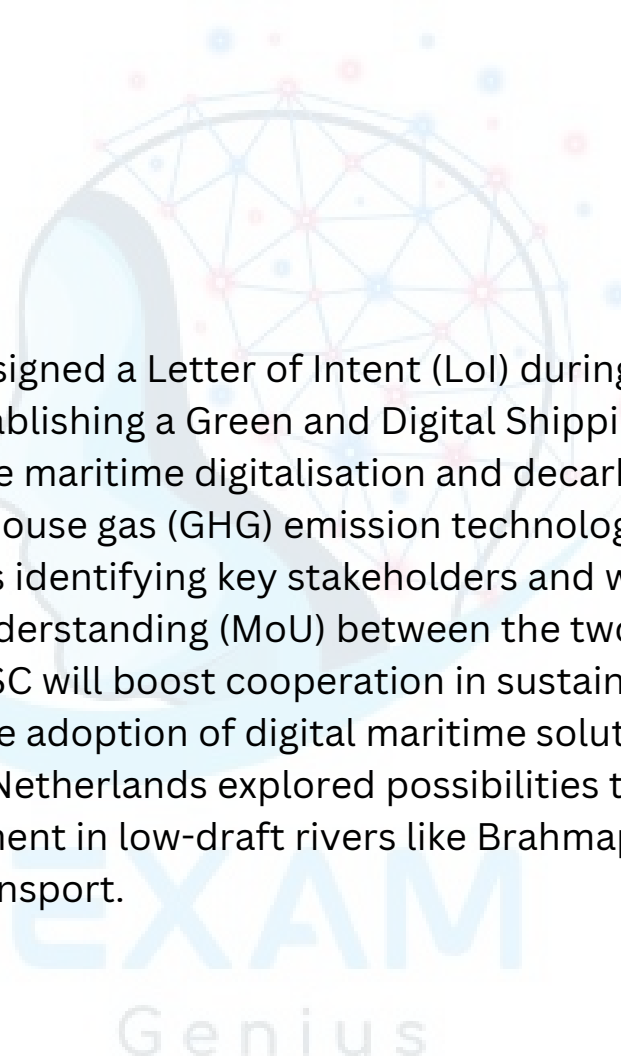 signed a Letter of Intent (LoI) during
ablishing a Green and Digital Shippi
e maritime digitalisation and decarb
ouse gas (GHG) emission technolog
s identifying key stakeholders and w
derstanding (MoU) between the two
SC will boost cooperation in sustain
e adoption of digital maritime solut
Netherlands explored possibilities t
ment in low-draft rivers like Brahmap
nsport.
EXAM
Genius